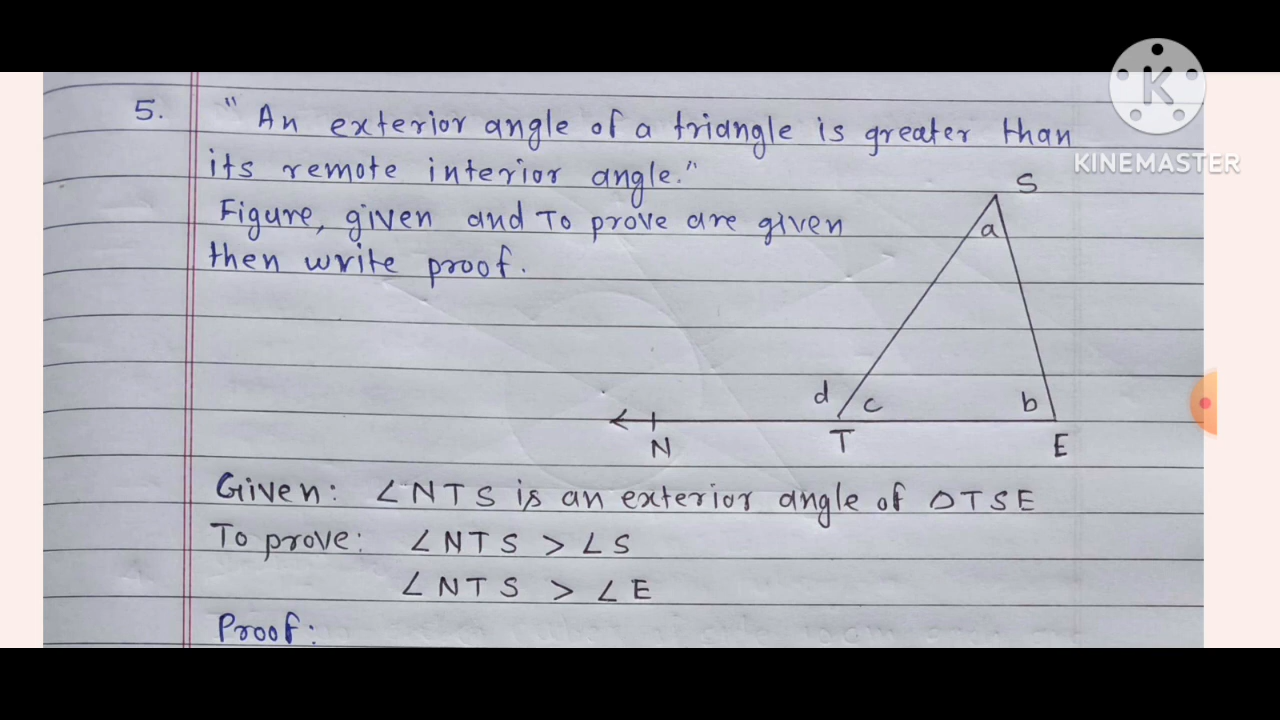 K
KINEMASTER
5. "An exterior angle of a triangle is greater than
its remote interior angle."
Figure, given and To prove are given
then write proof.
S
a
d c b
N T E
Given: ∠NTS is an exterior angle of △TSE
To prove: ∠NTS > ∠S
∠NTS > ∠E
Proof: